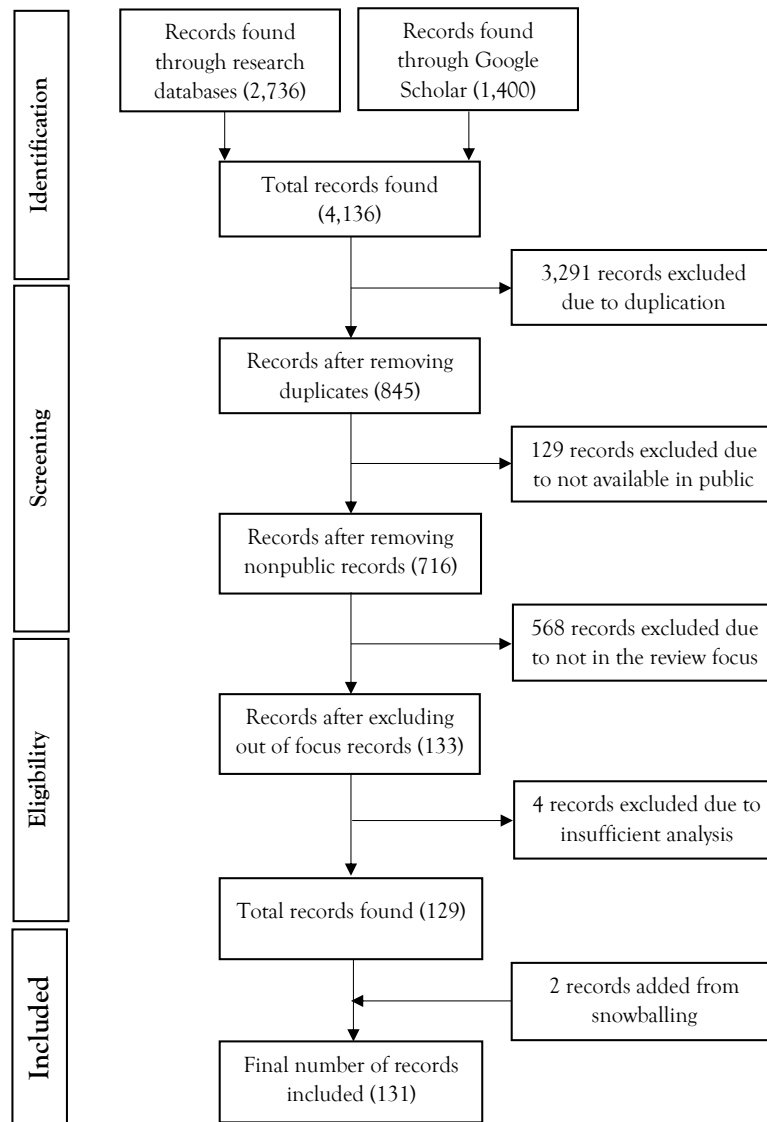 Records found
through research
databases (2,736)
Records found
through Google
Scholar (1,400)
Identification
Total records found
(4,136)
3,291 records excluded
due to duplication
Screening
Records after removing
duplicates (845)
129 records excluded due
to not available in public
Records after removing
nonpublic records (716)
568 records excluded due
to not in the review focus
Eligibility
Records after excluding
out of focus records (133)
4 records excluded due to
insufficient analysis
Total records found (129)
Included
2 records added from
snowballing
Final number of records
included (131)